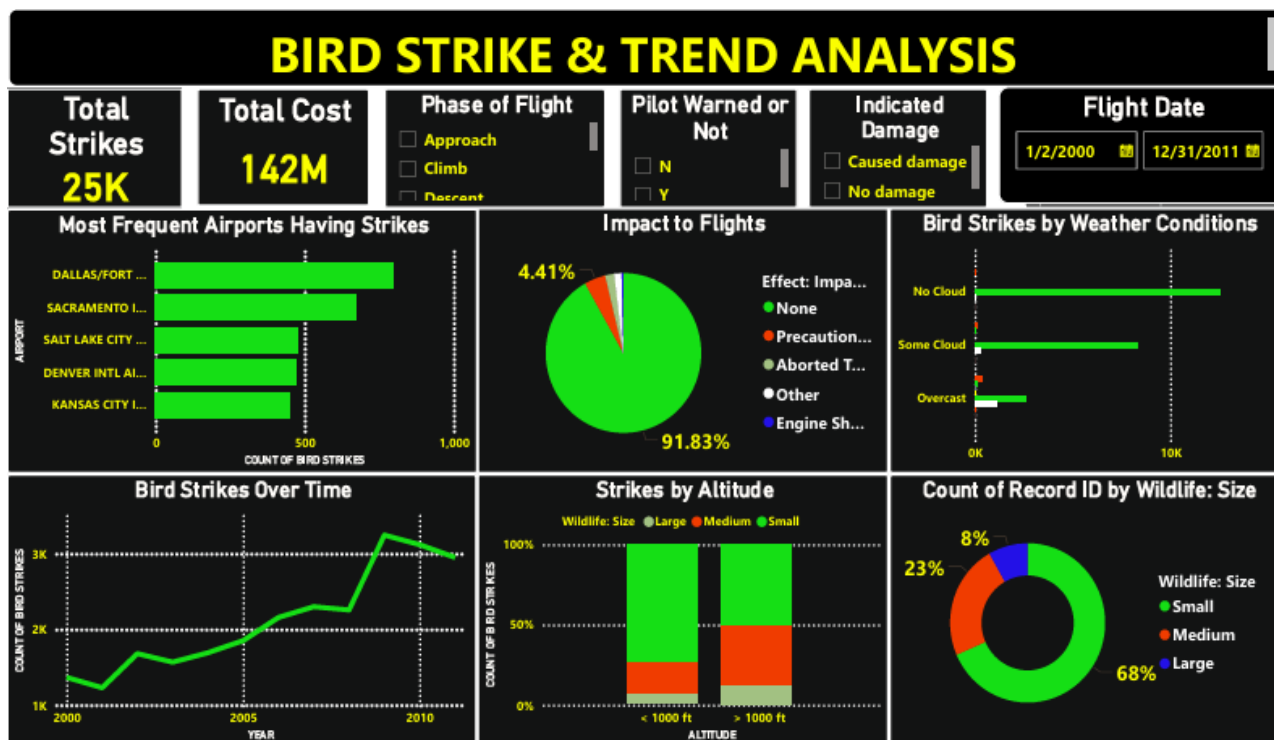 BIRD STRIKE & TREND ANALYSIS
Total
Strikes
25K
Total Cost
142M
Phase of Flight
Approach
Climb
Descent
Pilot Warned or
Not
N
Y
Indicated
Damage
Caused damage
No damage
Flight Date
1/2/2000
12/31/2011
Most Frequent Airports Having Strikes
AIRPORT
DALLAS/FORT ...
SACRAMENTO I...
SALT LAKE CITY ...
DENVER INTL AI...
KANSAS CITY I...
0 500 1,000
COUNT OF BIRD STRIKES
Impact to Flights
4.41%
91.83%
Effect: Impa...
None
Precaution...
Aborted T...
Other
Engine Sh...
Bird Strikes by Weather Conditions
No Cloud
Some Cloud
Overcast
0K 10K
Bird Strikes Over Time
COUNT OF BIRD STRIKES
3K
2K
1K
2000 2005 2010
YEAR
Strikes by Altitude
Wildlife: Size Large Medium Small
COUNT OF BIRD STRIKES
100%
50%
0%
< 1000 ft > 1000 ft
ALTITUDE
Count of Record ID by Wildlife: Size
8%
23%
68%
Wildlife: Size
Small
Medium
Large